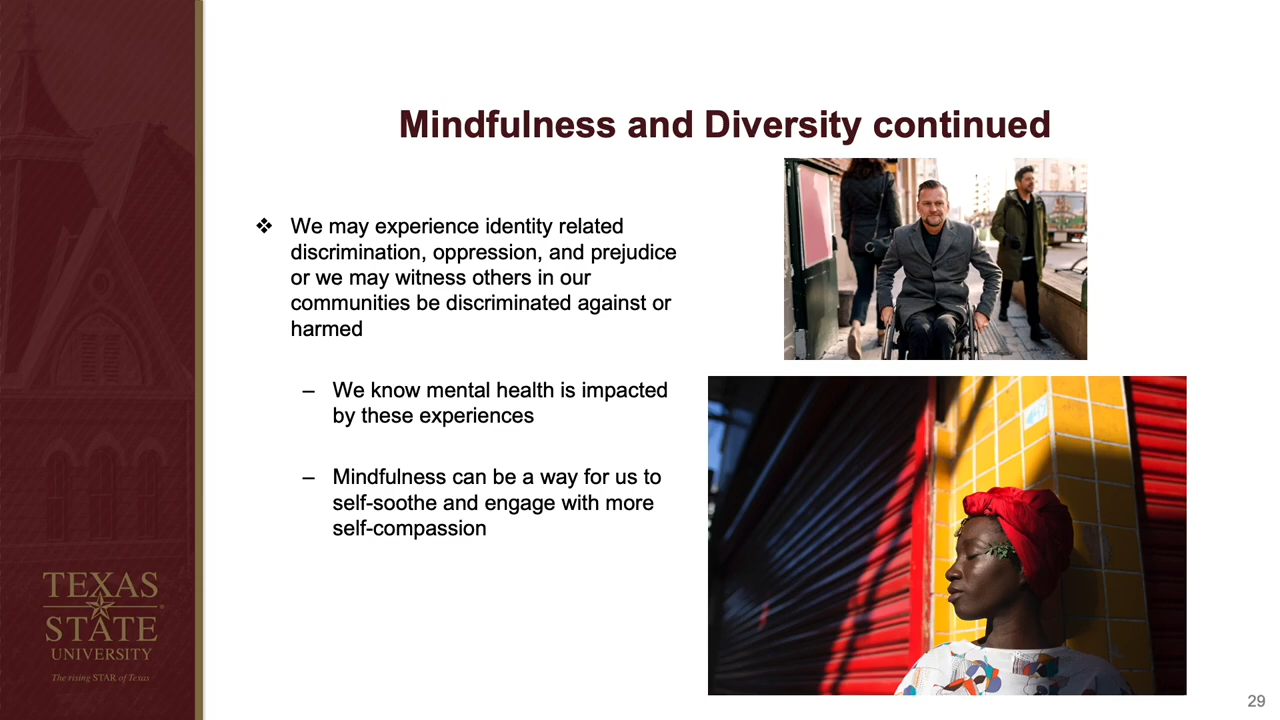 Mindfulness and Diversity continued
❖ We may experience identity related
discrimination, oppression, and prejudice
or we may witness others in our
communities be discriminated against or
harmed
– We know mental health is impacted
by these experiences
– Mindfulness can be a way for us to
self-soothe and engage with more
self-compassion
TEXAS
STATE
UNIVERSITY
The rising STAR of Texas
29